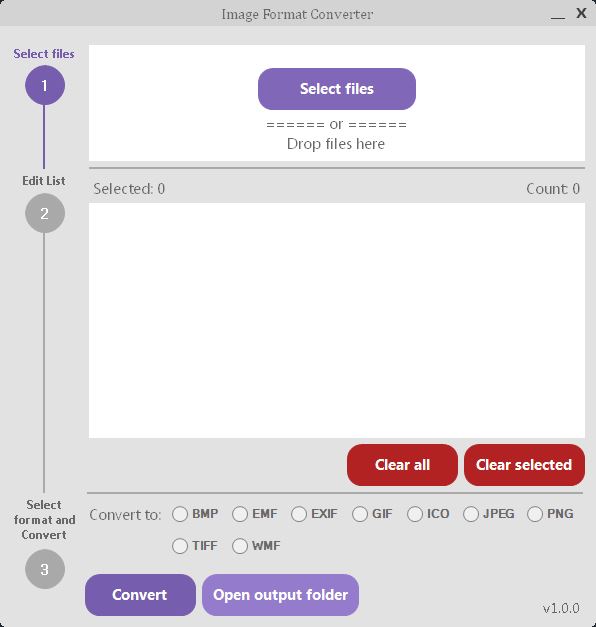 Image Format Converter
X
Select files
1
Select files
====== or ======
Drop files here
Edit List
2
Selected: 0
Count: 0
Clear all
Clear selected
Select
format and
Convert
3
Convert to:
BMP
EMF
EXIF
GIF
ICO
JPEG
PNG
TIFF
WMF
Convert
Open output folder
v1.0.0